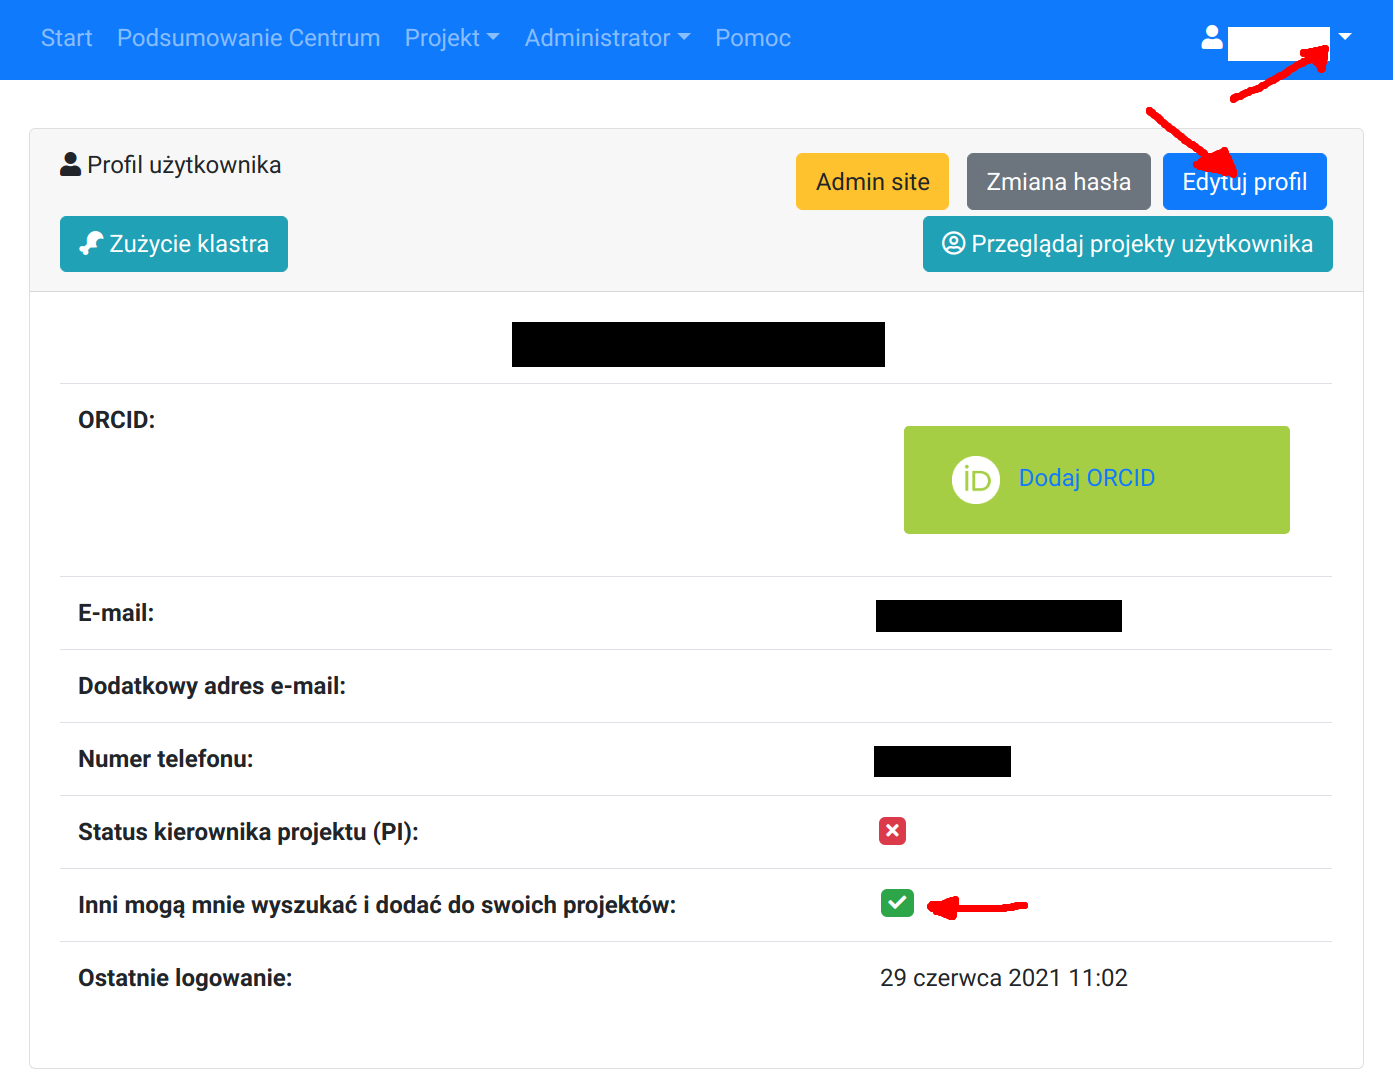 Start Podsumowanie Centrum Projekt Administrator Pomoc
Profil użytkownika
Admin site Zmiana hasła Edytuj profil
Zużycie klastra Przeglądaj projekty użytkownika
ORCID:
iD Dodaj ORCID
E-mail:
Dodatkowy adres e-mail:
Numer telefonu:
Status kierownika projektu (PI):
Inni mogą mnie wyszukać i dodać do swoich projektów:
Ostatnie logowanie: 29 czerwca 2021 11:02